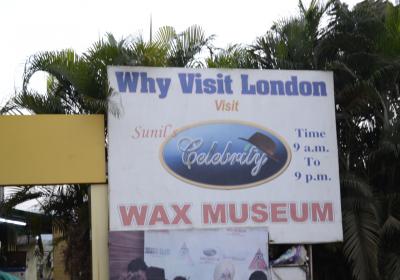 Why Visit London
Visit
Sunil's
Celebrity
Time
9 a.m.
To
9 p.m.
WAX MUSEUM